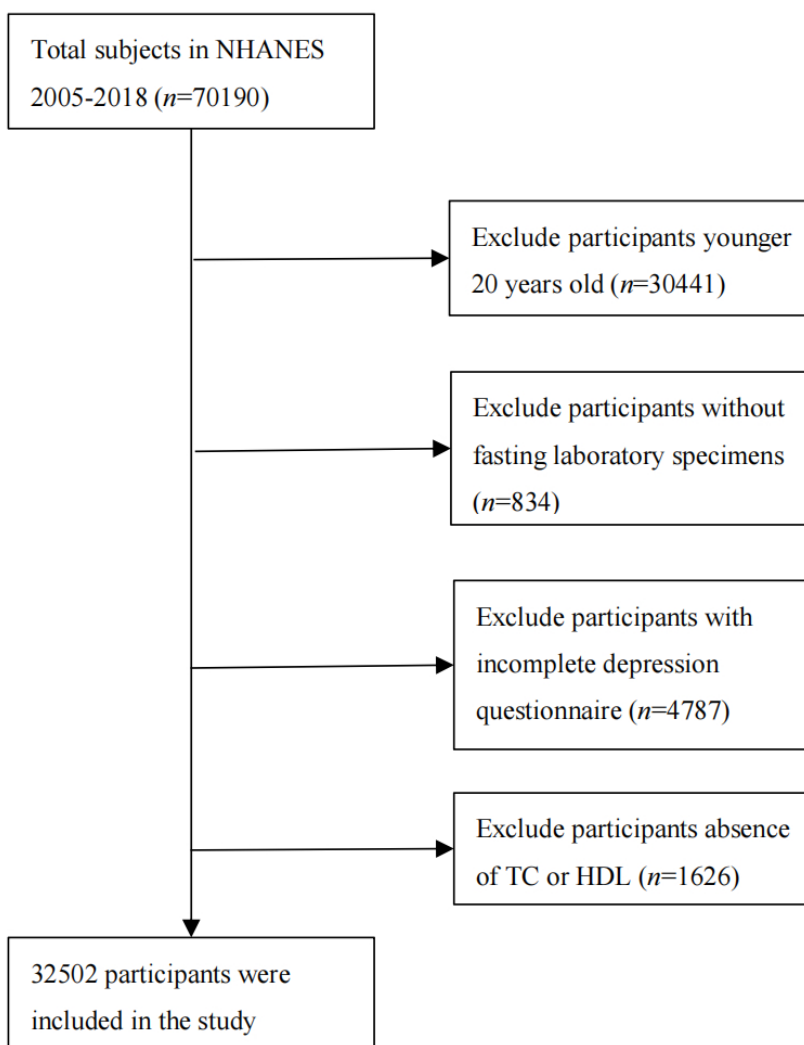 Total subjects in NHANES
2005-2018 (n=70190)
Exclude participants younger
20 years old (n=30441)
Exclude participants without
fasting laboratory specimens
(n=834)
Exclude participants with
incomplete depression
questionnaire (n=4787)
Exclude participants absence
of TC or HDL (n=1626)
32502 participants were
included in the study